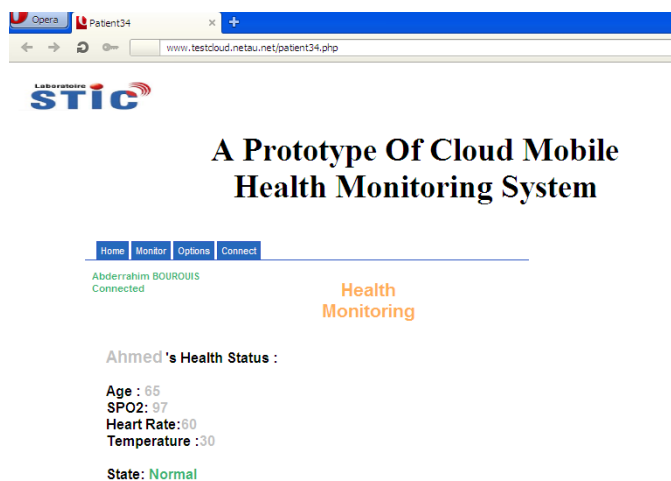 Opera
Patient34
www.testcloud.netau.net/patient34.php
Laboratoire
STIC
A Prototype Of Cloud Mobile
Health Monitoring System
Home Monitor Options Connect
Abderrahim BOUROUIS
Connected
Health
Monitoring
Ahmed 's Health Status :
Age : 65
SPO2: 97
Heart Rate:60
Temperature :30
State: Normal